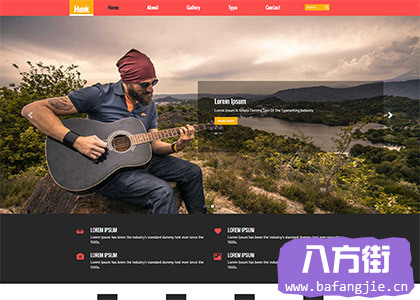 Hunk
Home
About
Gallery
Type
Contact
Lorem Ipsum
Lorem Ipsum is Simply Dummy Text Of The Typesetting Industry
LOREM IPSUM
Lorem Ipsum has been the industry's standard dummy text ever since the 1500s.
LOREM IPSUM
Lorem Ipsum has been the industry's standard dummy text ever since the 1500s.
LOREM IPSUM
Lorem Ipsum has been the industry's standard dummy text ever since the 1500s.
LOREM IPSUM
Lorem Ipsum has been the industry's standard dummy text ever since the 1500s.
八方街
www.bafangjie.cn